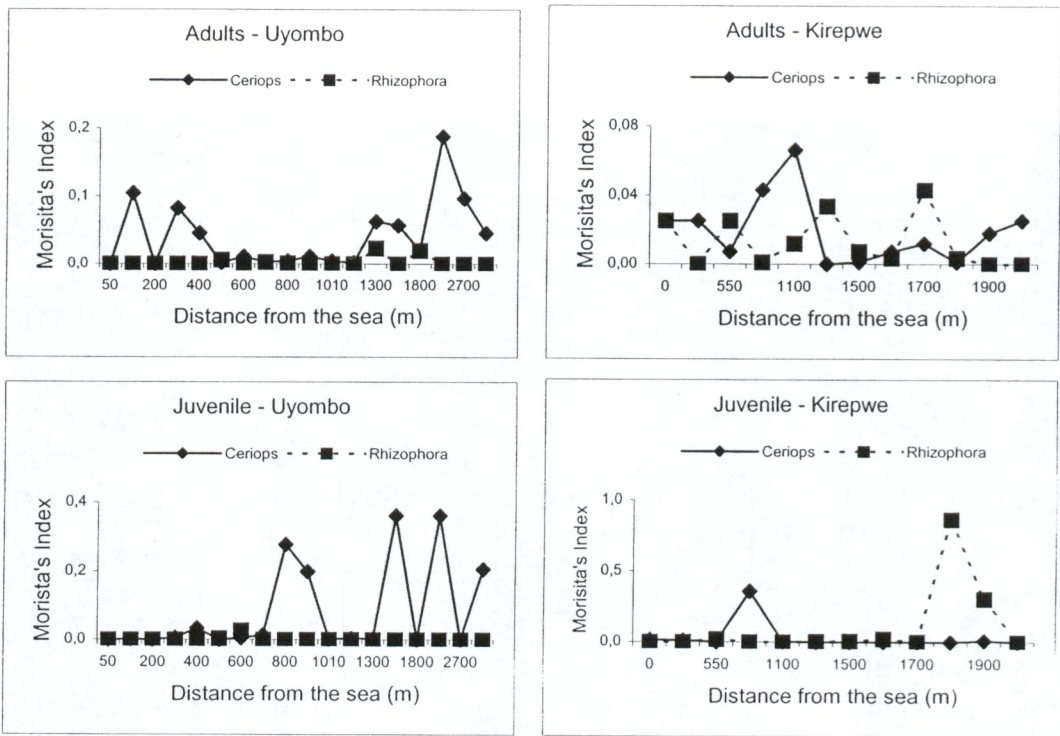 Adults - Uyombo
Ceriops Rhizophora
Morisita's Index
0,2
0,1
0,0
50 200 400 600 800 1010 1300 1800 2700
Distance from the sea (m)
Adults - Kirepwe
Ceriops Rhizophora
Morisita's Index
0,08
0,04
0,00
0 550 1100 1500 1700 1900
Distance from the sea (m)
Juvenile - Uyombo
Ceriops Rhizophora
Morista's Index
0,4
0,2
0,0
50 200 400 600 800 1010 1300 1800 2700
Distance from the sea (m)
Juvenile - Kirepwe
Ceriops Rhizophora
Morisita's Index
1,0
0,5
0,0
0 550 1100 1500 1700 1900
Distance from the sea (m)